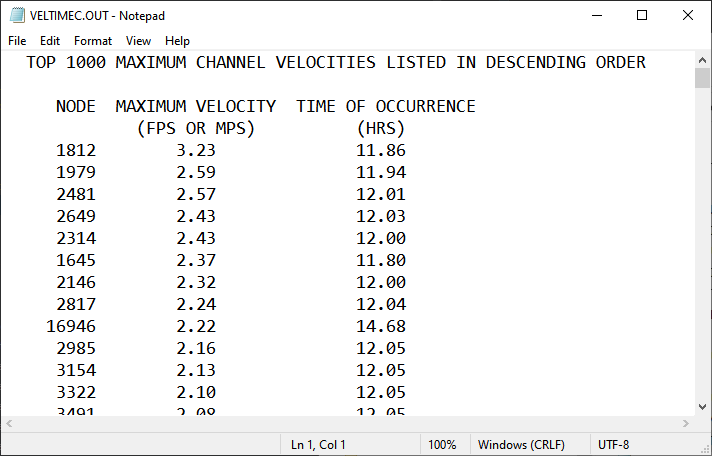 VELTIMEC.OUT - Notepad
File Edit Format View Help
TOP 1000 MAXIMUM CHANNEL VELOCITIES LISTED IN DESCENDING ORDER
NODE MAXIMUM VELOCITY TIME OF OCCURRENCE
(FPS OR MPS) (HRS)
1812 3.23 11.86
1979 2.59 11.94
2481 2.57 12.01
2649 2.43 12.03
2314 2.43 12.00
1645 2.37 11.80
2146 2.32 12.00
2817 2.24 12.04
16946 2.22 14.68
2985 2.16 12.05
3154 2.13 12.05
3322 2.10 12.05
3491 2.08 12.05
Ln 1, Col 1 100% Windows (CRLF) UTF-8